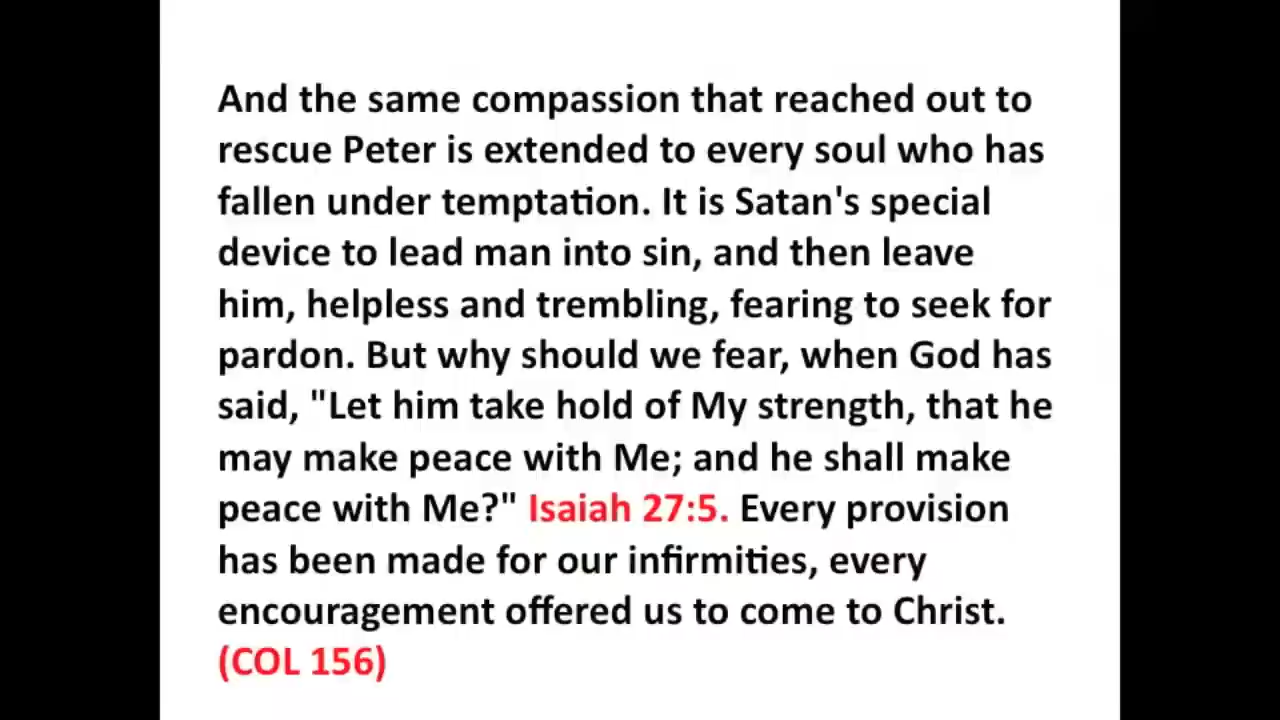 And the same compassion that reached out to
rescue Peter is extended to every soul who has
fallen under temptation. It is Satan's special
device to lead man into sin, and then leave
him, helpless and trembling, fearing to seek for
pardon. But why should we fear, when God has
said, "Let him take hold of My strength, that he
may make peace with Me; and he shall make
peace with Me?" Isaiah 27:5. Every provision
has been made for our infirmities, every
encouragement offered us to come to Christ.
(COL 156)